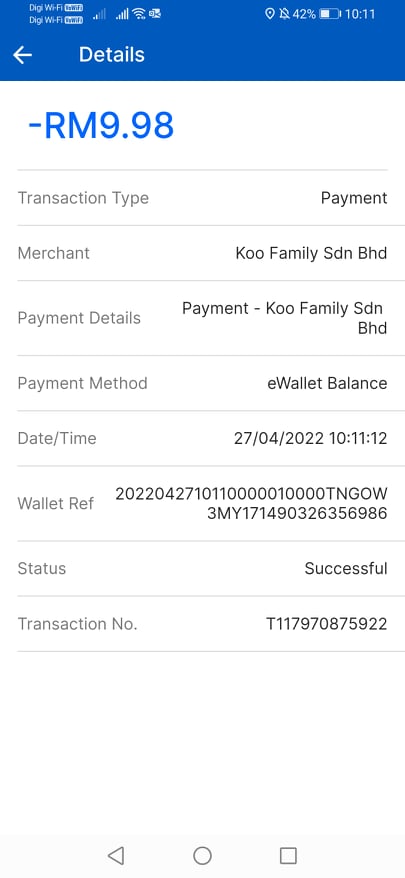 Digi Wi-Fi VoWiFi
Digi Wi-Fi VoWiFi
42% 10:11
Details
-RM9.98
Transaction Type Payment
Merchant Koo Family Sdn Bhd
Payment Details Payment - Koo Family Sdn
Bhd
Payment Method eWallet Balance
Date/Time 27/04/2022 10:11:12
Wallet Ref 2022042710110000010000TNGOW
3MY171490326356986
Status Successful
Transaction No. T117970875922